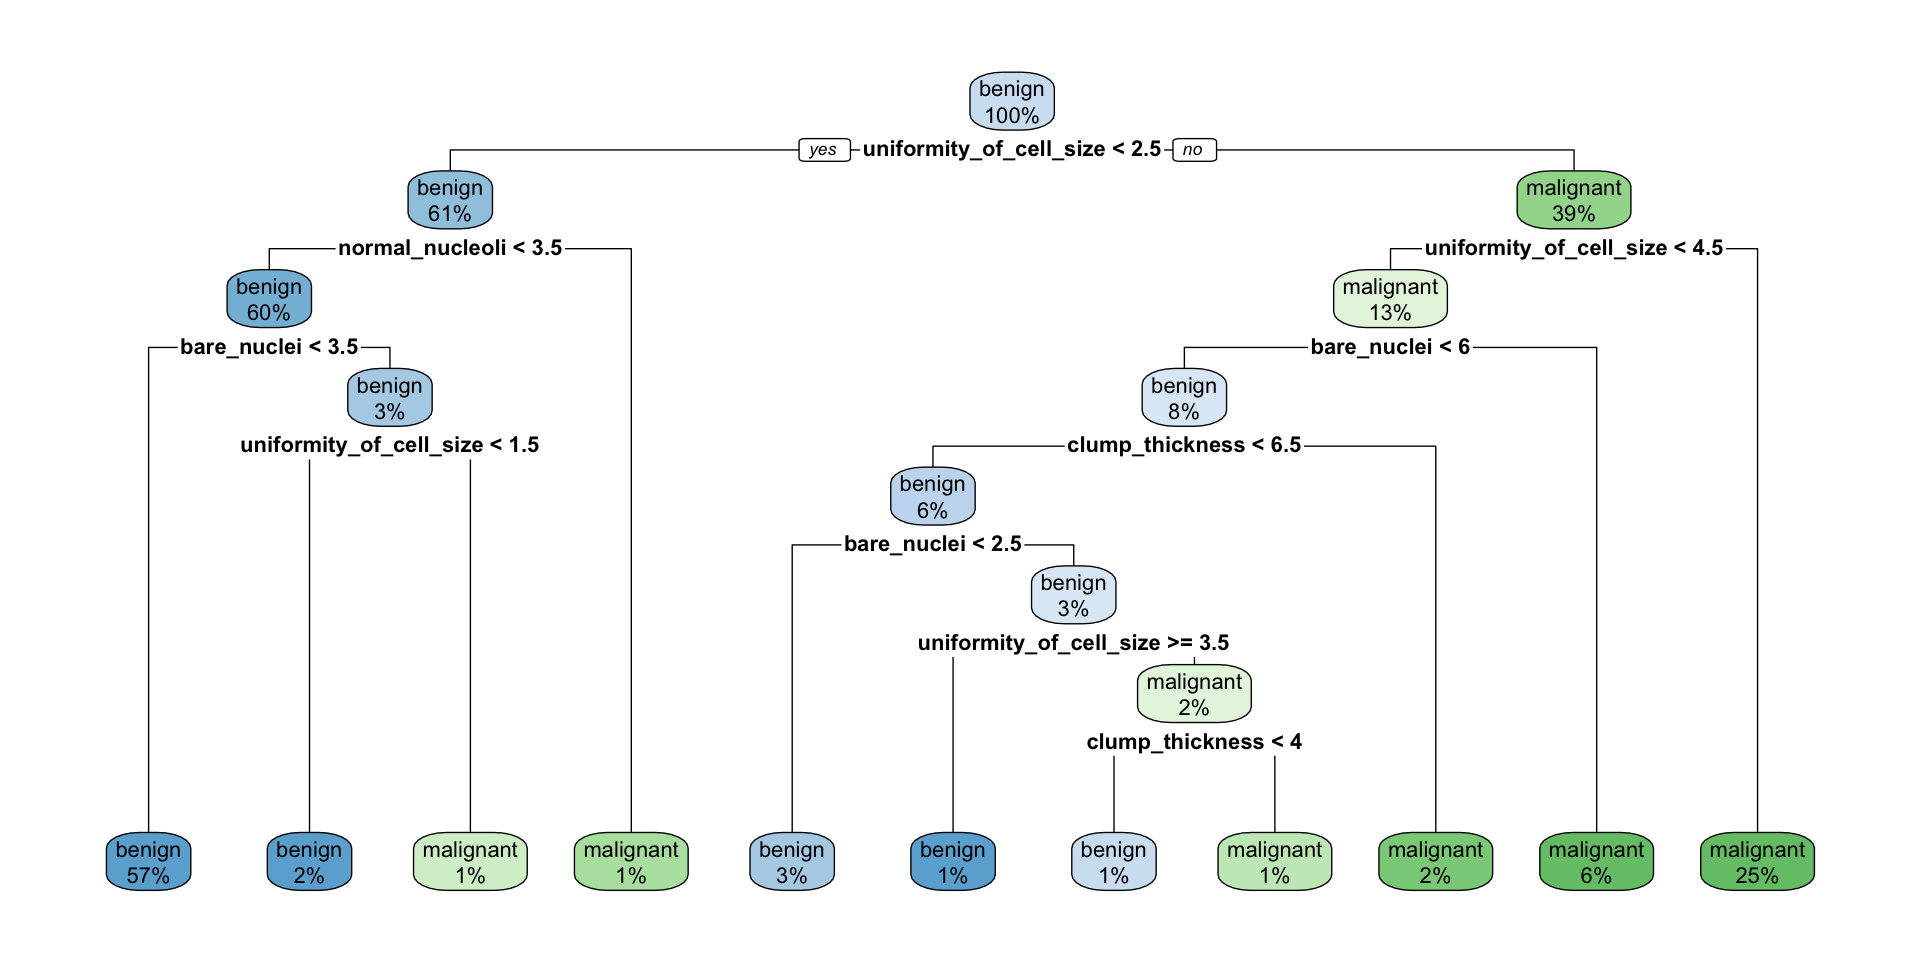 benign
100%
yes uniformity_of_cell_size < 2.5 no
benign
61%
malignant
39%
normal_nucleoli < 3.5
uniformity_of_cell_size < 4.5
benign
60%
malignant
13%
bare_nuclei < 3.5
bare_nuclei < 6
benign
3%
benign
8%
uniformity_of_cell_size < 1.5
clump_thickness < 6.5
benign
6%
bare_nuclei < 2.5
benign
3%
uniformity_of_cell_size >= 3.5
malignant
2%
clump_thickness < 4
benign
57%
benign
2%
malignant
1%
malignant
1%
benign
3%
benign
1%
benign
1%
malignant
1%
malignant
2%
malignant
6%
malignant
25%